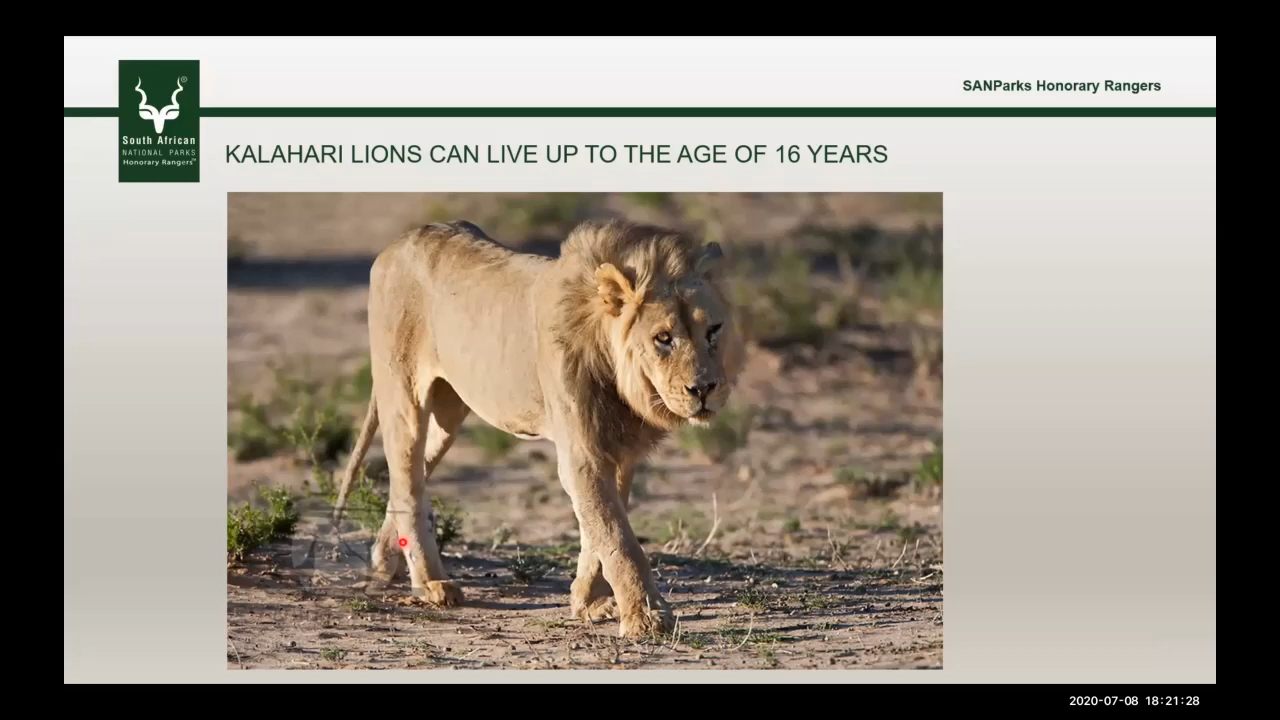 SANParks Honorary Rangers
South African
NATIONAL PARKS
Honorary Rangers™
KALAHARI LIONS CAN LIVE UP TO THE AGE OF 16 YEARS
2020-07-08 18:21:28